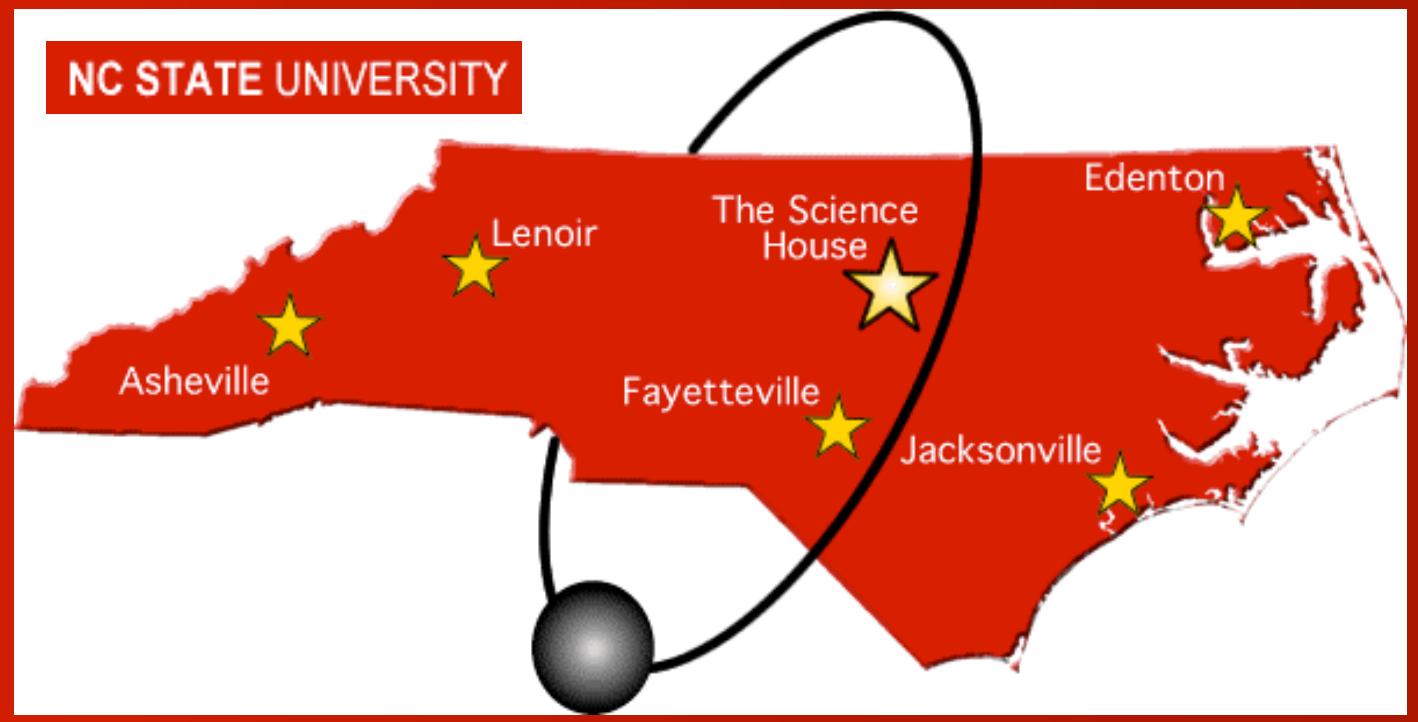 NC STATE UNIVERSITY
Edenton
The Science
House
Lenoir
Asheville
Fayetteville
Jacksonville